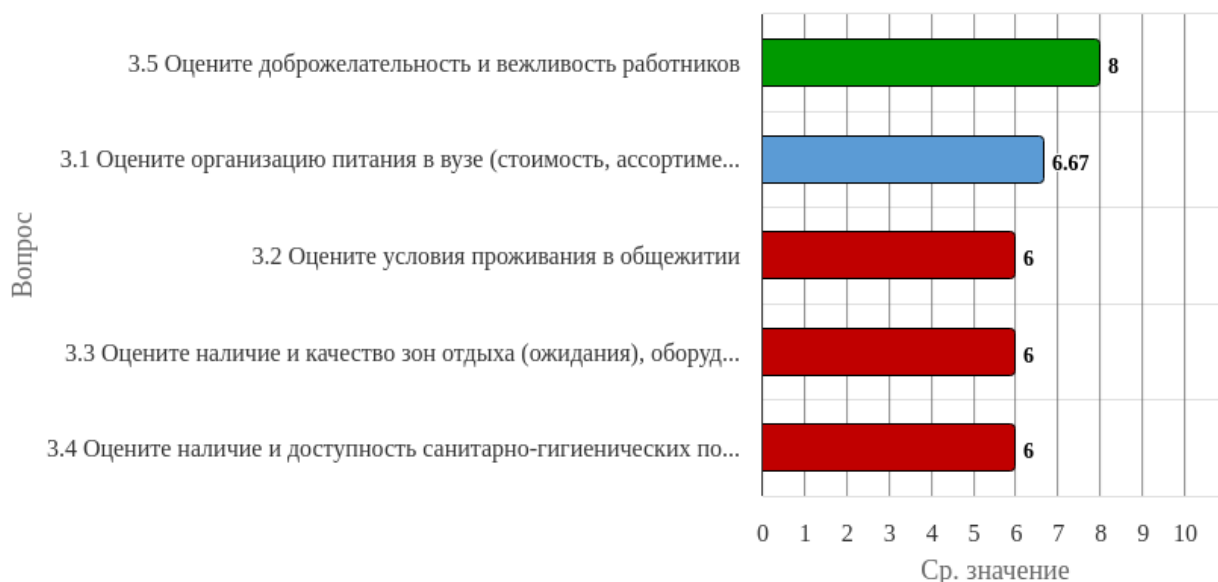 3.5 Оцените доброжелательность и вежливость работников
8
3.1 Оцените организацию питания в вузе (стоимость, ассортиме...
6.67
3.2 Оцените условия проживания в общежитии
6
3.3 Оцените наличие и качество зон отдыха (ожидания), оборуд...
6
3.4 Оцените наличие и доступность санитарно-гигиенических по...
6
Вопрос
0 1 2 3 4 5 6 7 8 9 10
Ср. значение